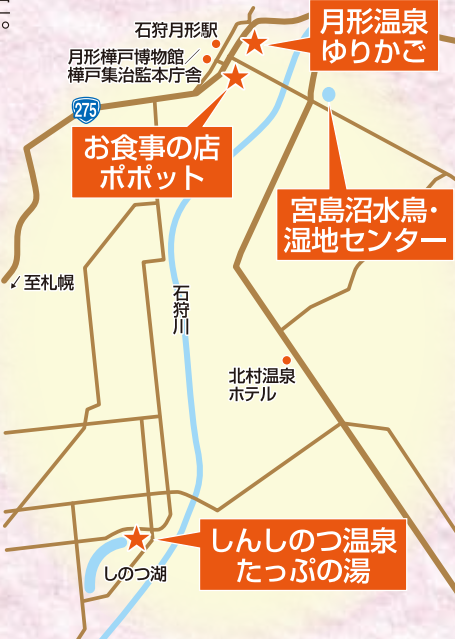 石狩月形駅
月形樺戸博物館／
樺戸集治監本庁舎
月形温泉
ゆりかご
275
お食事の店
ポポット
宮島沼水鳥・
湿地センター
↙至札幌
石狩川
北村温泉
ホテル
しんしのつ温泉
たっぷの湯
しのつ湖